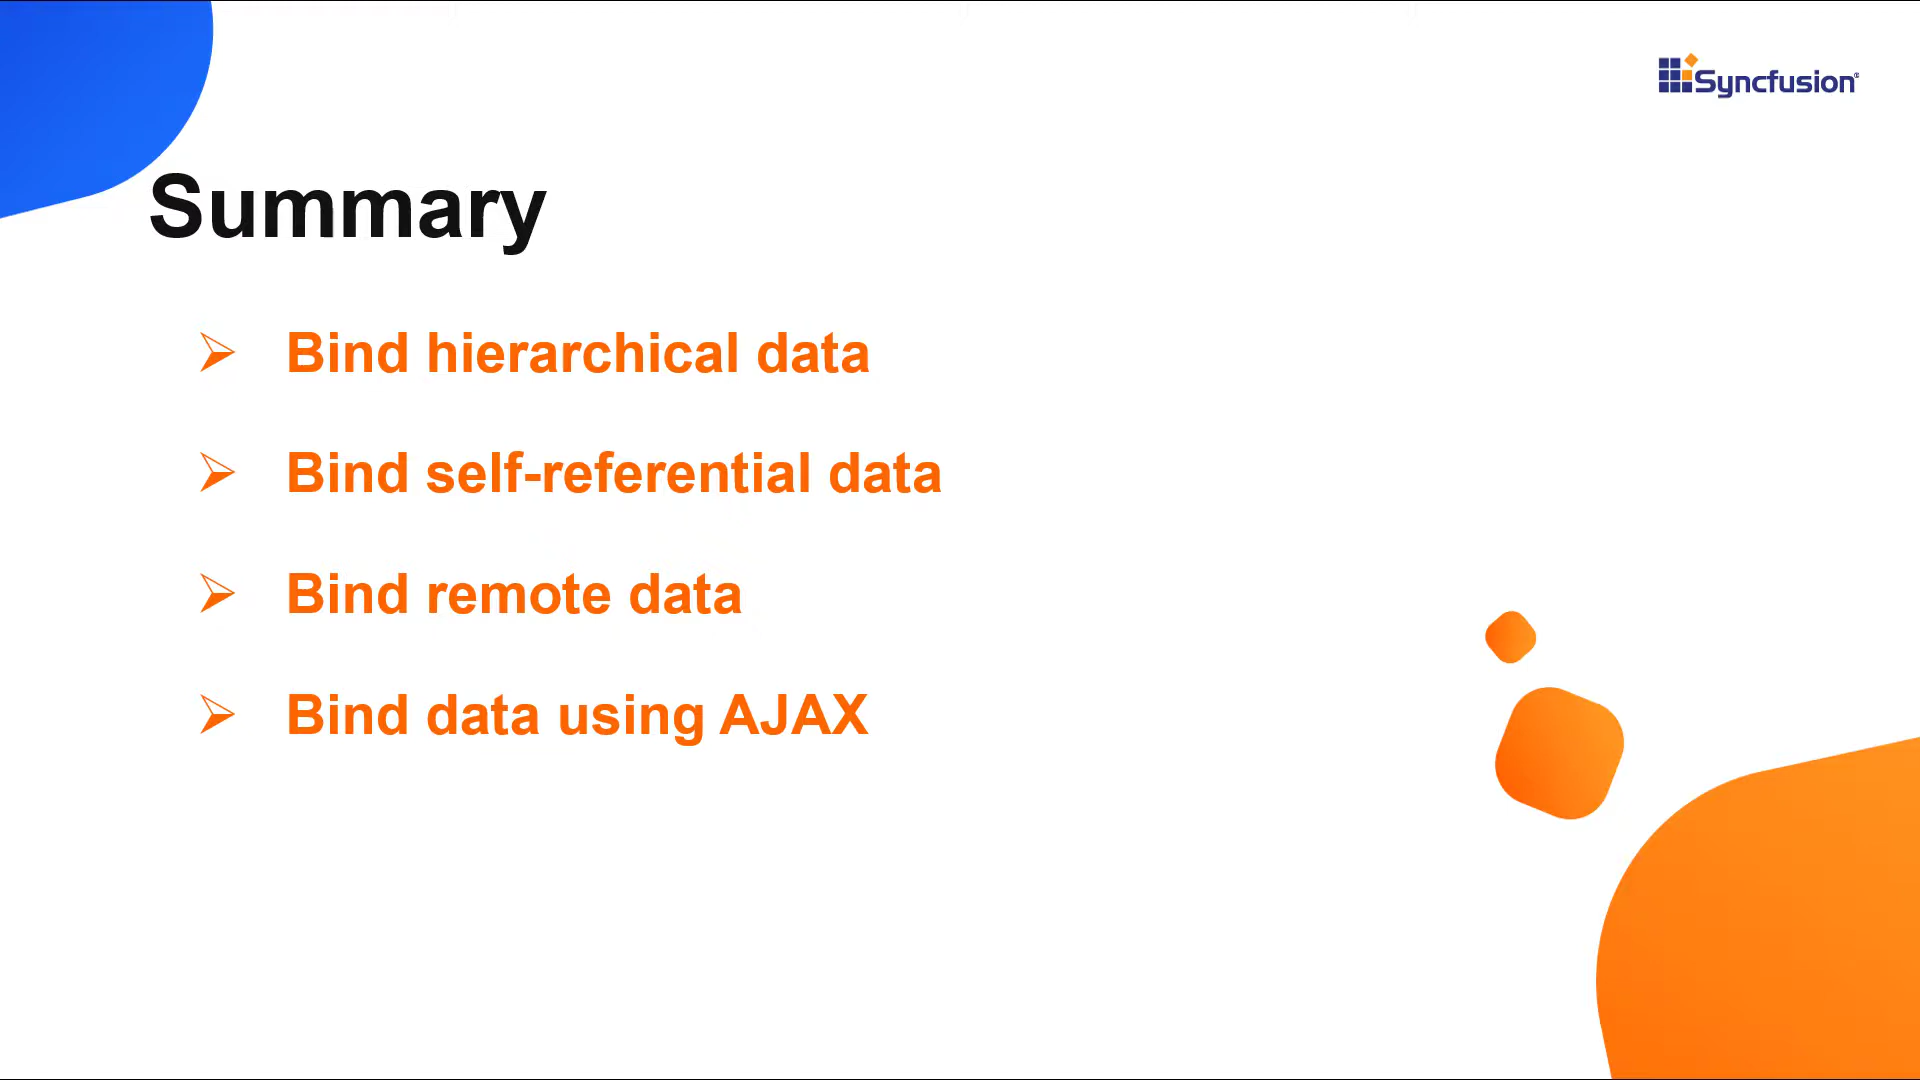 Syncfusion®
Summary
➢ Bind hierarchical data
➢ Bind self-referential data
➢ Bind remote data
➢ Bind data using AJAX